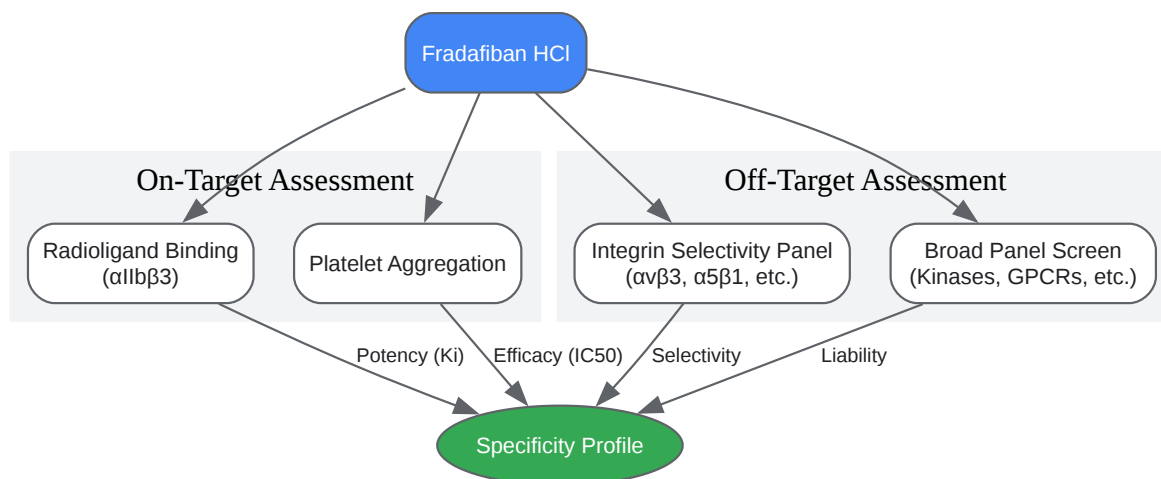 Fradafiban HCl
On-Target Assessment
Off-Target Assessment
Radioligand Binding
(αIIbβ3)
Platelet Aggregation
Integrin Selectivity Panel
(αvβ3, α5β1, etc.)
Broad Panel Screen
(Kinases, GPCRs, etc.)
Potency (Ki)
Efficacy (IC50)
Selectivity
Liability
Specificity Profile